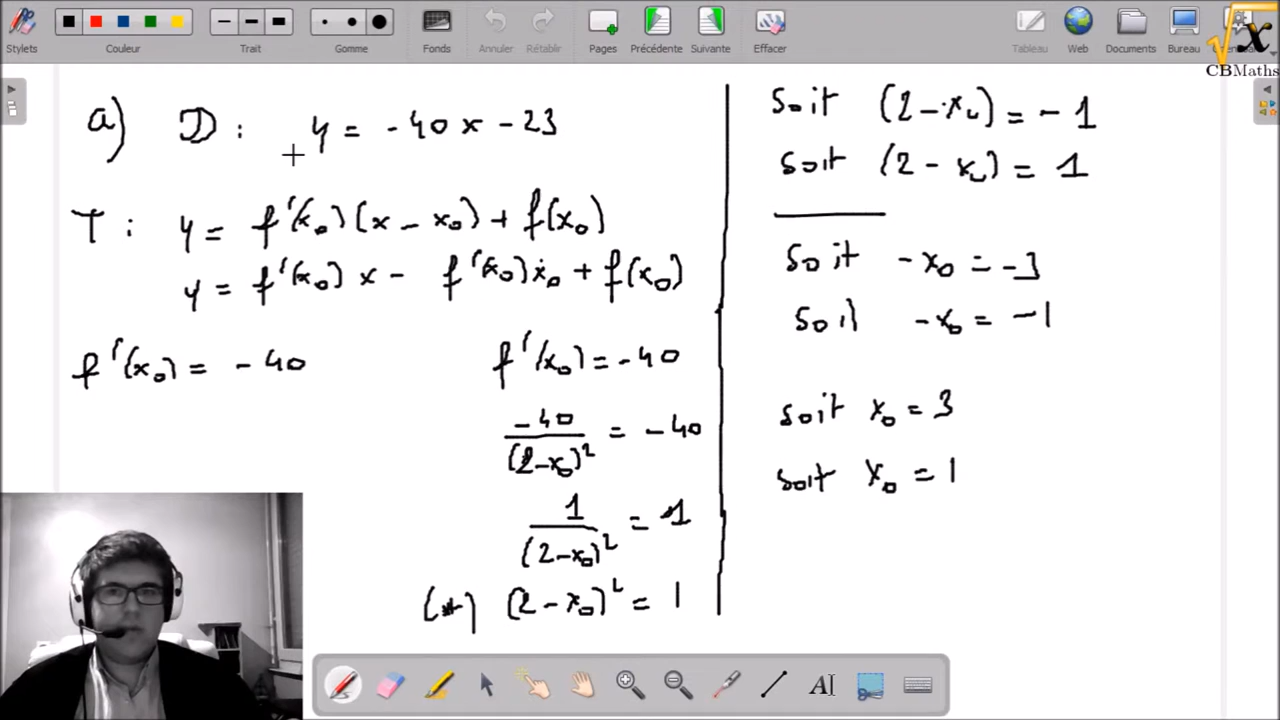 Stylets Couleur Trait Gomme Fonds Annuler Rétablir Pages Précédente Suivante Effacer Tableau Web Documents Bureau
CBMaths
a) D : y = -40x - 23
T : y = f'(x₀)(x - x₀) + f(x₀)
y = f'(x₀) x - f'(x₀) x₀ + f(x₀)
f'(x₀) = -40
f'(x₀) = -40
-40/(2-x₀)² = -40
1/(2-x₀)² = 1
(*) (2-x₀)² = 1
Soit (2-x₀) = -1
Soit (2-x₀) = 1
Soit -x₀ = -3
Soit -x₀ = -1
Soit x₀ = 3
Soit x₀ = 1
AI